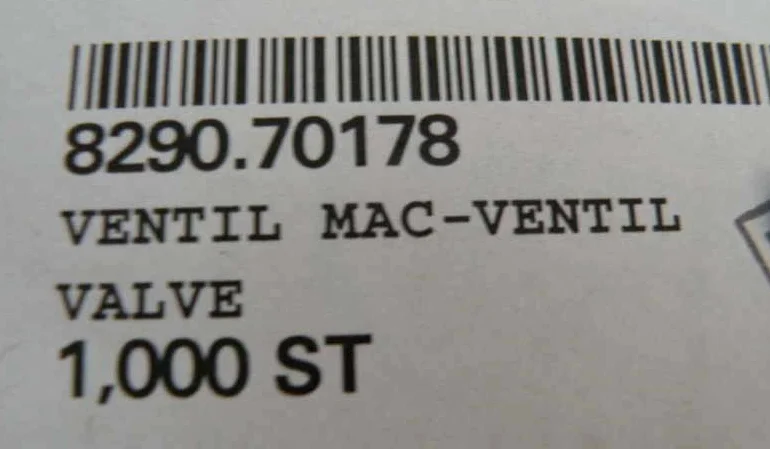 8290.70178
VENTIL MAC-VENTIL
VALVE
1,000 ST